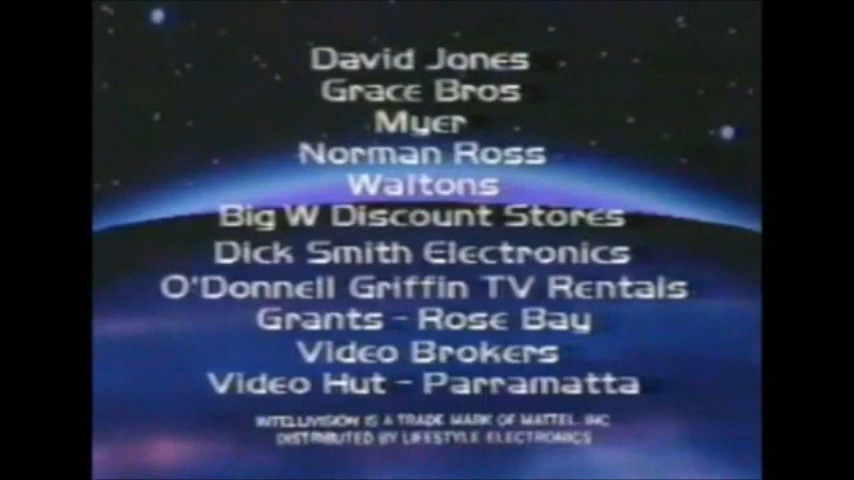 David Jones
Grace Bros
Myer
Norman Ross
Waltons
Big W Discount Stores
Dick Smith Electronics
O'Donnell Griffin TV Rentals
Grants - Rose Bay
Video Brokers
Video Hut - Parramatta
INTELLIVISION IS A TRADE MARK OF MATTEL. INC
DISTRIBUTED BY LIFESTYLE ELECTRONICS